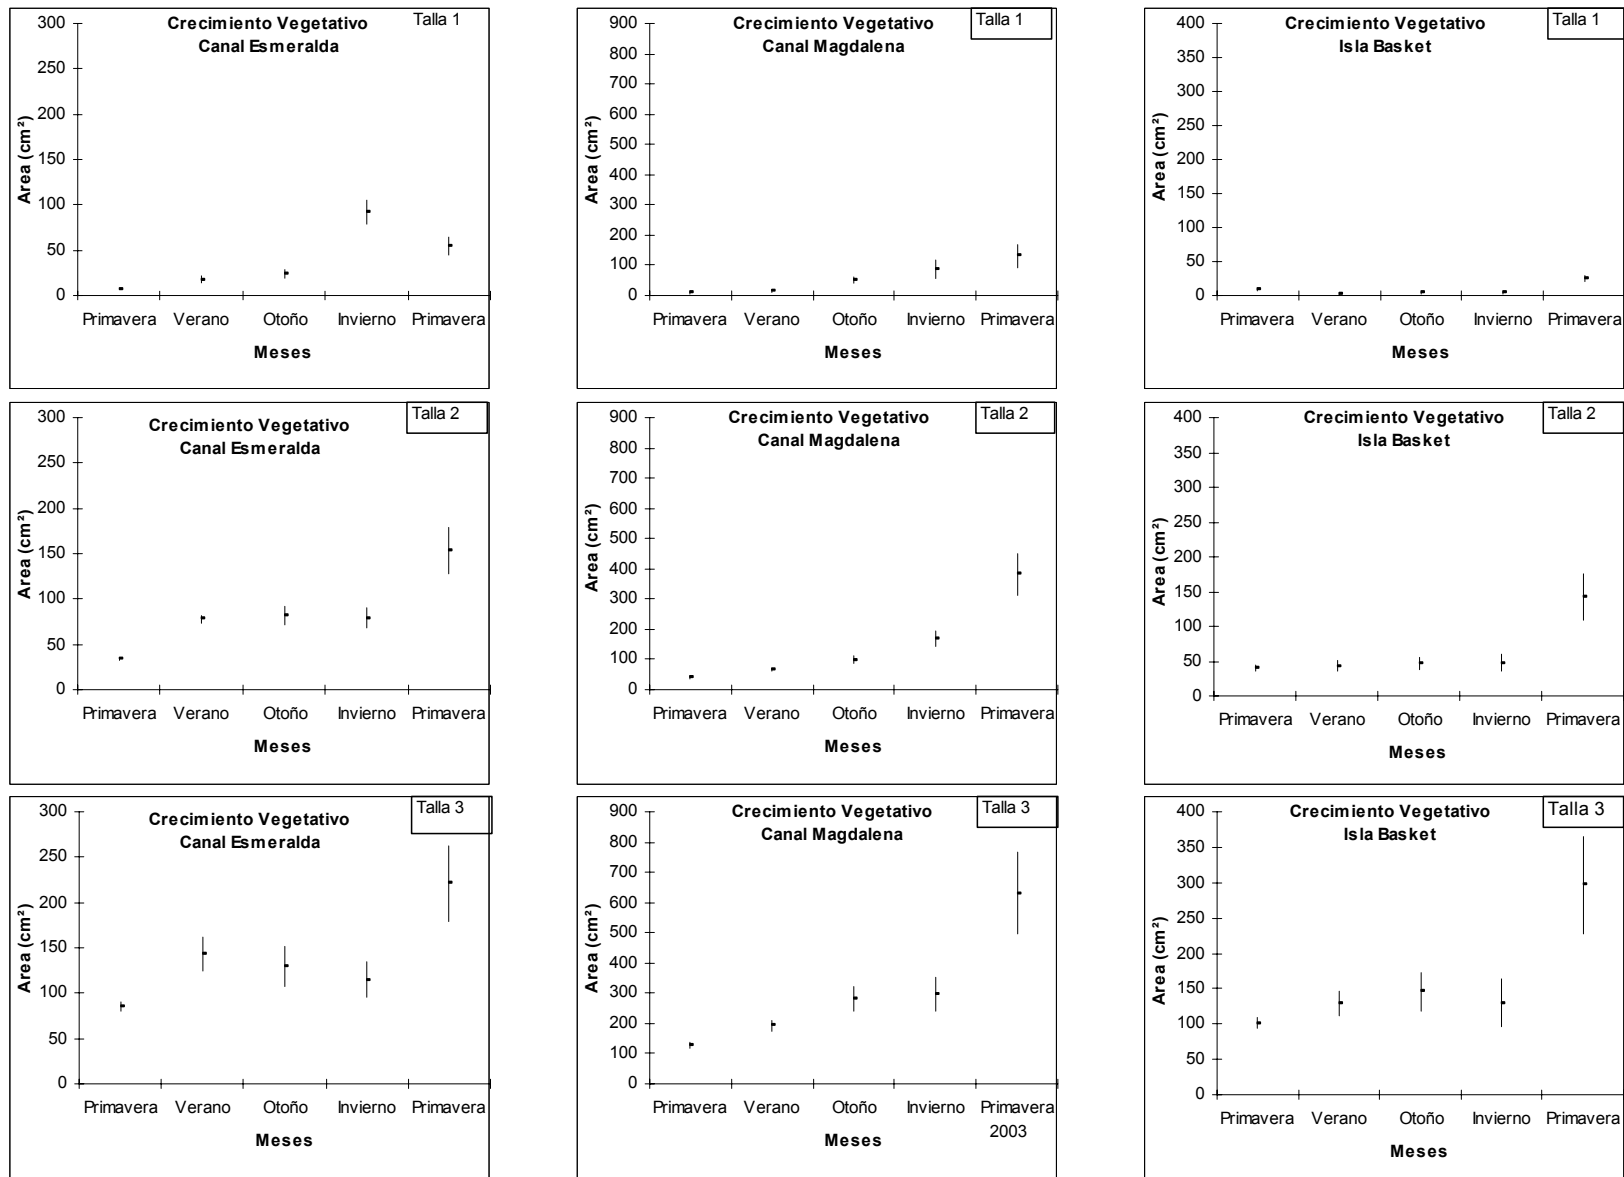 Crecimiento Vegetativo
Canal Esmeralda
Talla 1
300
250
200
150
100
50
0
Area (cm²)
Primavera Verano Otoño Invierno Primavera
Meses
Crecimiento Vegetativo
Canal Magdalena
Talla 1
900
800
700
600
500
400
300
200
100
0
Area (cm²)
Primavera Verano Otoño Invierno Primavera
Meses
Crecimiento Vegetativo
Isla Basket
Talla 1
400
350
300
250
200
150
100
50
0
Area (cm²)
Primavera Verano Otoño Invierno Primavera
Meses
Crecimiento Vegetativo
Canal Esmeralda
Talla 2
300
250
200
150
100
50
0
Area (cm²)
Primavera Verano Otoño Invierno Primavera
Meses
Crecimiento Vegetativo
Canal Magdalena
Talla 2
900
800
700
600
500
400
300
200
100
0
Area (cm²)
Primavera Verano Otoño Invierno Primavera
Meses
Crecimiento Vegetativo
Isla Basket
Talla 2
400
350
300
250
200
150
100
50
0
Area (cm²)
Primavera Verano Otoño Invierno Primavera
Meses
Crecimiento Vegetativo
Canal Esmeralda
Talla 3
300
250
200
150
100
50
0
Area (cm²)
Primavera Verano Otoño Invierno Primavera
Meses
Crecimiento Vegetativo
Canal Magdalena
Talla 3
900
800
700
600
500
400
300
200
100
0
Area (cm²)
Primavera Verano Otoño Invierno Primavera
2003
Meses
Crecimiento Vegetativo
Isla Basket
Talla 3
400
350
300
250
200
150
100
50
0
Area (cm²)
Primavera Verano Otoño Invierno Primavera
Meses